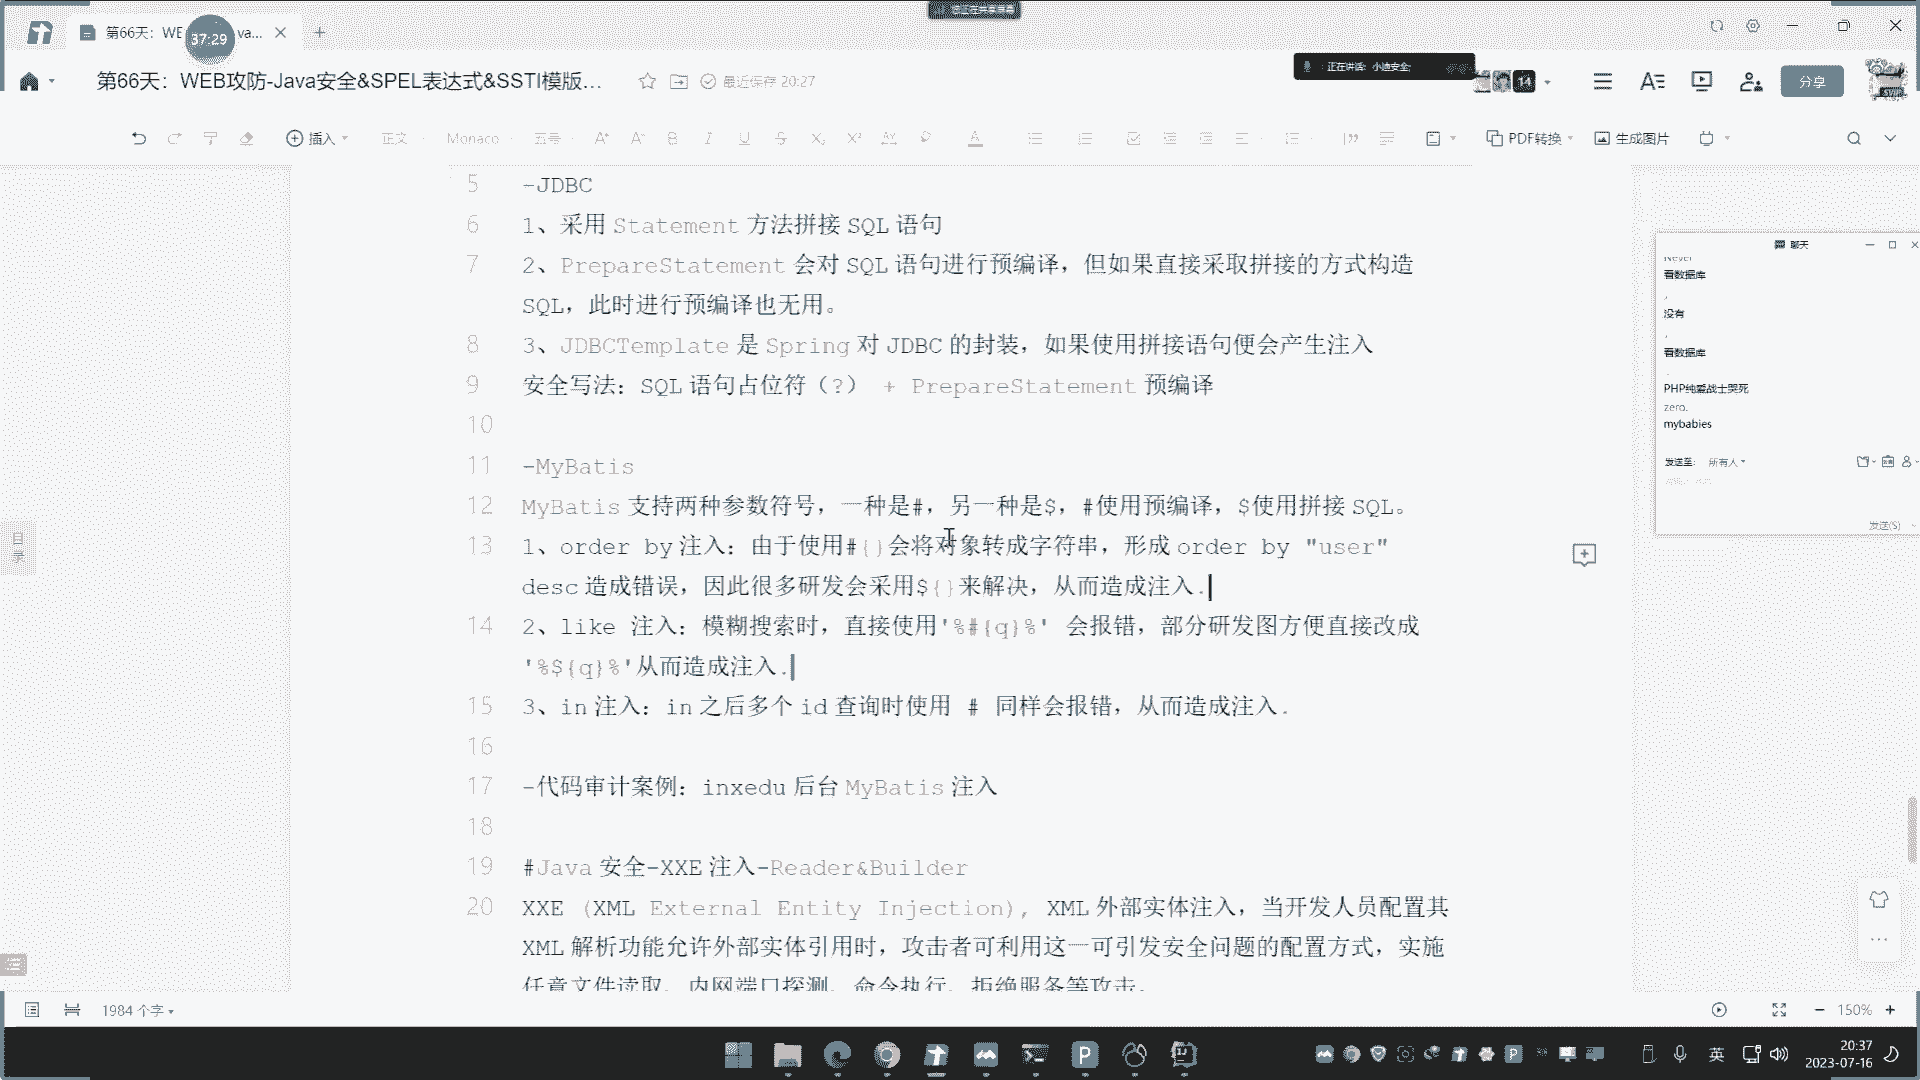 第66天：WE
va...
37:29
第66天：WEB攻防-Java安全&SPEL表达式&SSTI模版...
最近保存 20:27
正在讲话: 小迪安全;
14
分享
插入
正文
Monaco
五号
PDF转换
生成图片
5 -JDBC
6 1、采用 Statement 方法拼接 SQL 语句
7 2、PrepareStatement 会对 SQL 语句进行预编译，但如果直接采取拼接的方式构造
SQL，此时进行预编译也无用。
8 3、JDBCTemplate 是 Spring 对 JDBC 的封装，如果使用拼接语句便会产生注入
9 安全写法：SQL 语句占位符（?） + PrepareStatement 预编译
10
11 -MyBatis
12 MyBatis 支持两种参数符号，一种是#，另一种是$，#使用预编译，$使用拼接 SQL。
13 1、order by 注入：由于使用#{}会将对象转成字符串，形成 order by "user"
desc 造成错误，因此很多研发会采用${}来解决，从而造成注入.
14 2、like 注入：模糊搜索时，直接使用'%#{q}%' 会报错，部分研发图方便直接改成
'%${q}%'从而造成注入.
15 3、in 注入：in 之后多个 id 查询时使用 # 同样会报错，从而造成注入.
16
17 -代码审计案例：inxedu 后台 MyBatis 注入
18
19 #Java 安全-XXE 注入-Reader&Builder
20 XXE (XML External Entity Injection), XML 外部实体注入，当开发人员配置其
XML 解析功能允许外部实体引用时，攻击者可利用这一可引发安全问题的配置方式，实施
任意文件读取、内网端口探测、命令执行、拒绝服务等攻击。
目录
聊天
看数据库
没有
看数据库
PHP纯爱战士哭死
zero.
mybabies
发送至: 所有人
发送(S)
1984 个字
150%
英
20:37
2023-07-16